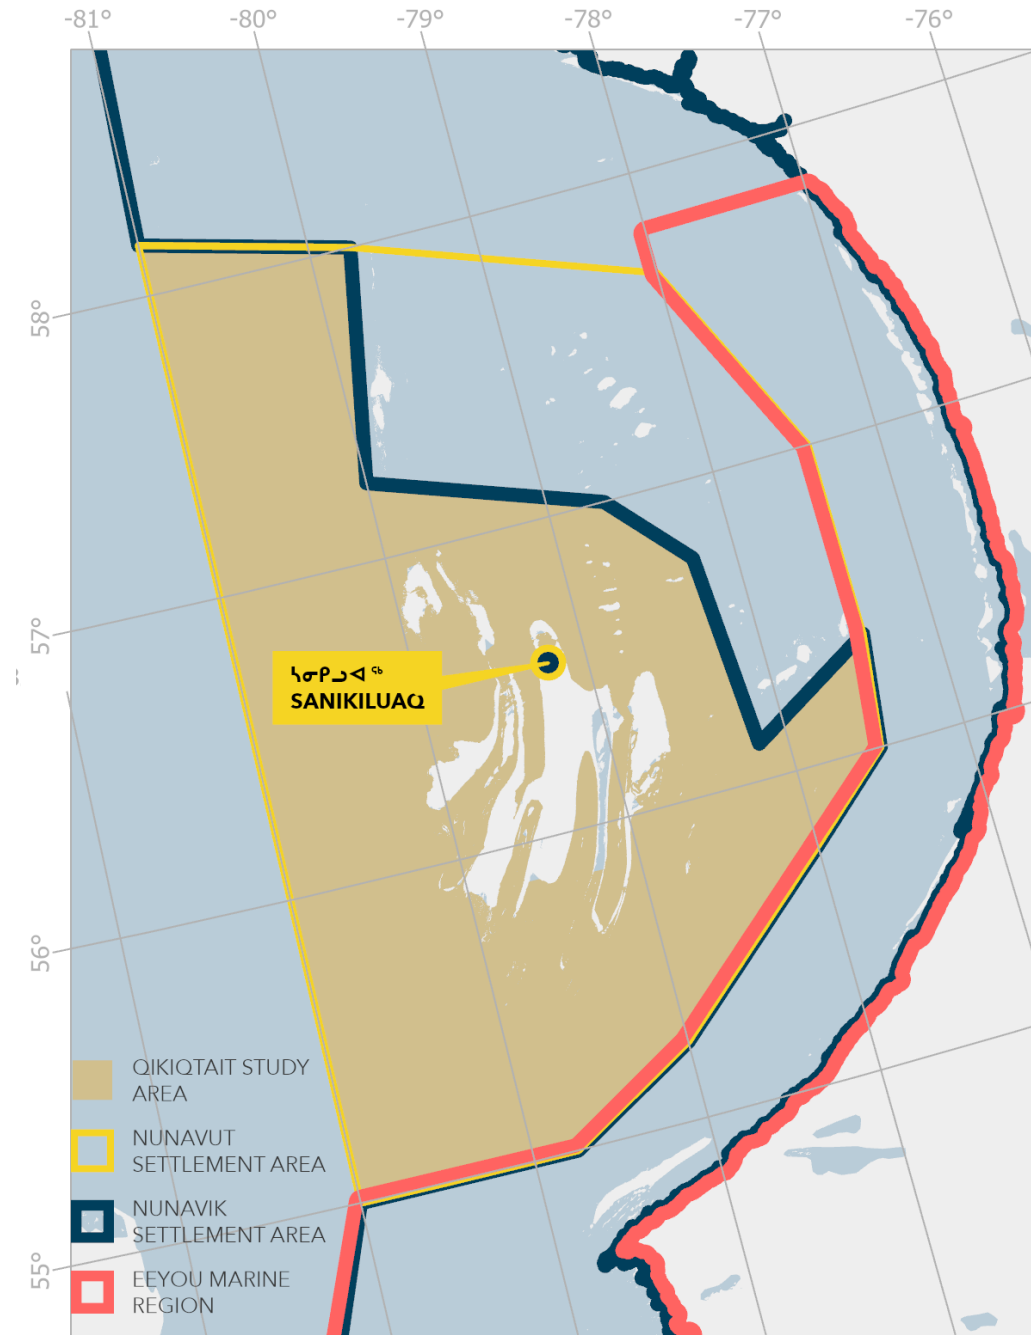 -81°
-80°
-79°
-78°
-77°
-76°
58°
57°
ᓴᓂᑭᓗᐊᖅ
SANIKILUAQ
56°
55°
QIKIQTAIT STUDY
AREA
NUNAVUT
SETTLEMENT AREA
NUNAVIK
SETTLEMENT AREA
EEYOU MARINE
REGION